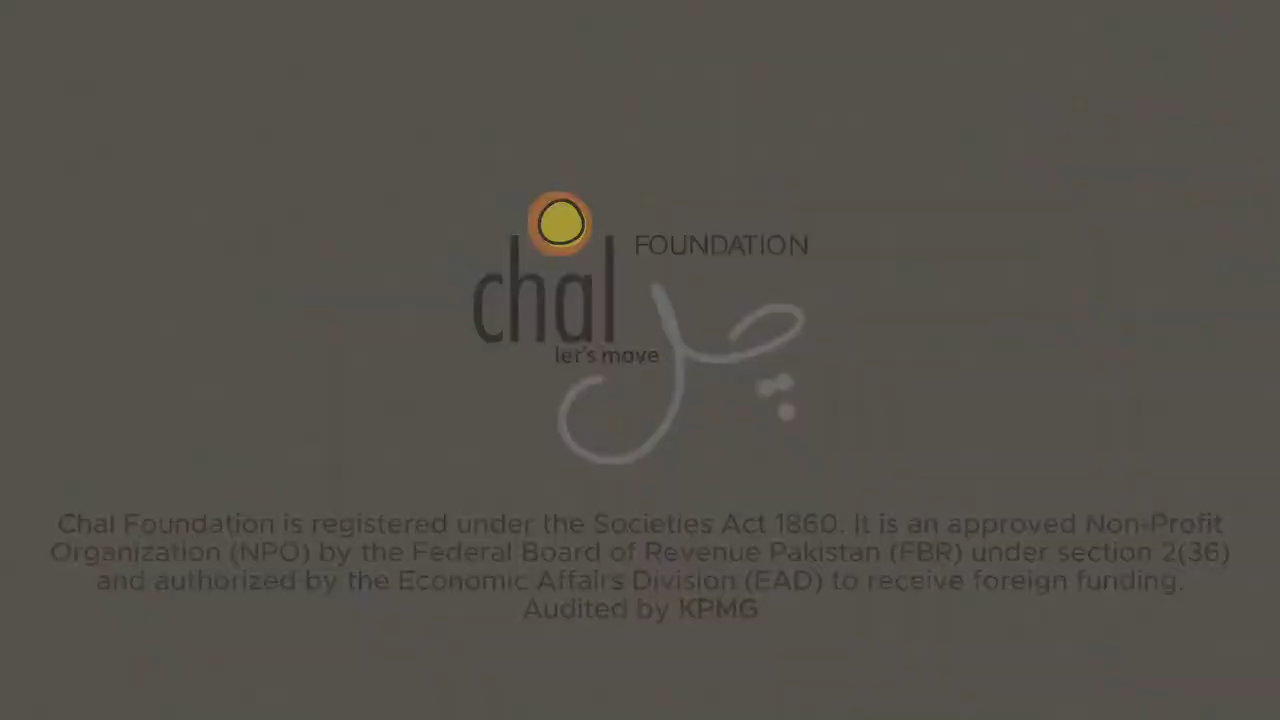 chal FOUNDATION
let's move
چل
Chal Foundation is registered under the Societies Act 1860. It is an approved Non-Profit
Organization (NPO) by the Federal Board of Revenue Pakistan (FBR) under section 2(36)
and authorized by the Economic Affairs Division (EAD) to receive foreign funding.
Audited by KPMG